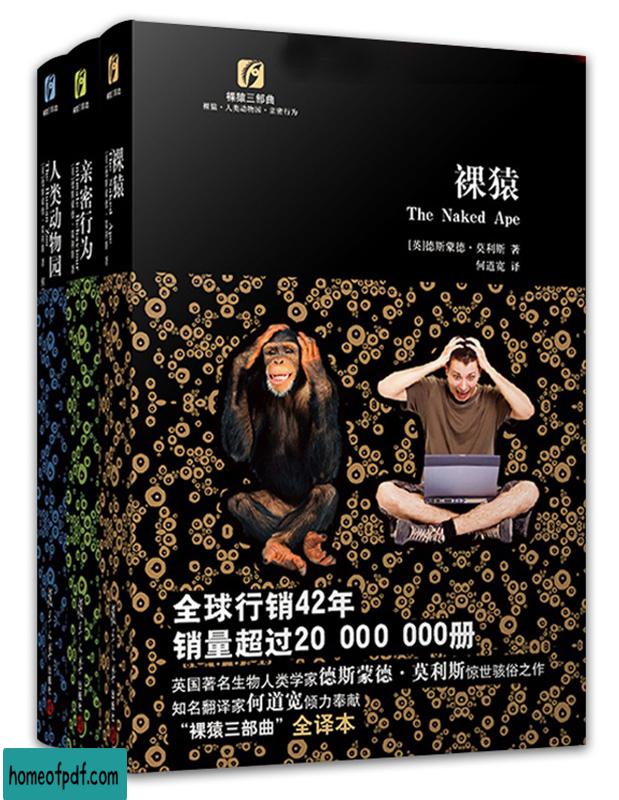 裸猿三部曲
裸猿·人类动物园·亲密行为
裸猿
The Naked Ape
[英]德斯蒙德·莫利斯 著
何道宽 译
全球行销42年
销量超过20 000 000册
英国著名生物人类学家德斯蒙德·莫利斯惊世骇俗之作
知名翻译家何道宽倾力奉献
“裸猿三部曲”全译本
人类动物园
亲密行为
裸猿
homeofpdf.com